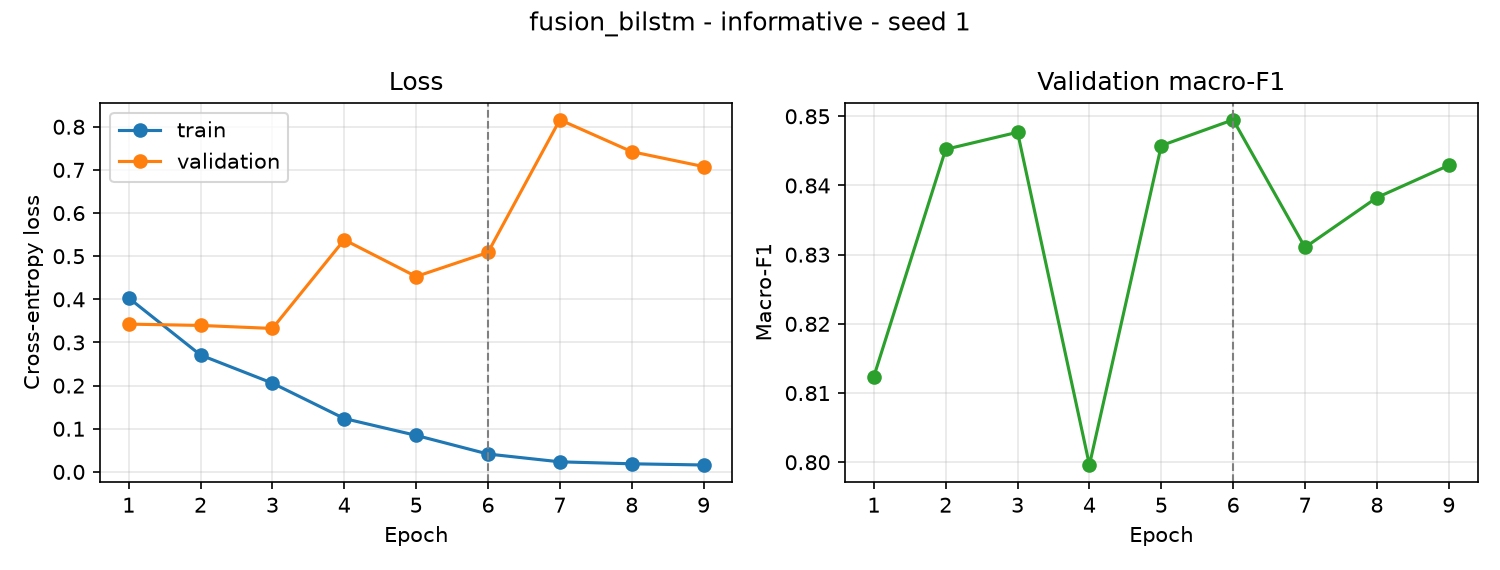 fusion_bilstm - informative - seed 1
Loss
Cross-entropy loss
0.8
0.7
0.6
0.5
0.4
0.3
0.2
0.1
0.0
train
validation
1 2 3 4 5 6 7 8 9
Epoch
Validation macro-F1
Macro-F1
0.85
0.84
0.83
0.82
0.81
0.80
1 2 3 4 5 6 7 8 9
Epoch